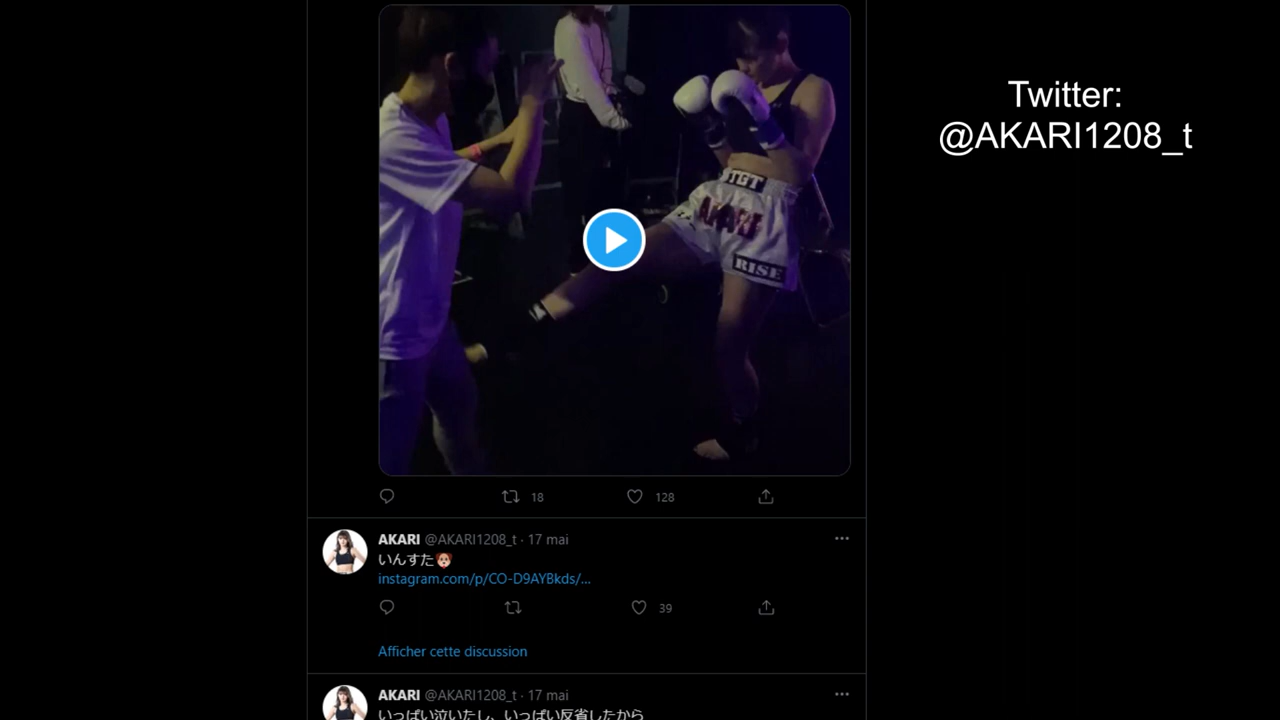 Twitter:
@AKARI1208_t
TGT
AKARI
RISE
18
128
AKARI @AKARI1208_t · 17 mai
いんすた🐶
instagram.com/p/CO-D9AYBkds/...
39
Afficher cette discussion
AKARI @AKARI1208_t · 17 mai
いっぱい泣いたし、いっぱい反省したから